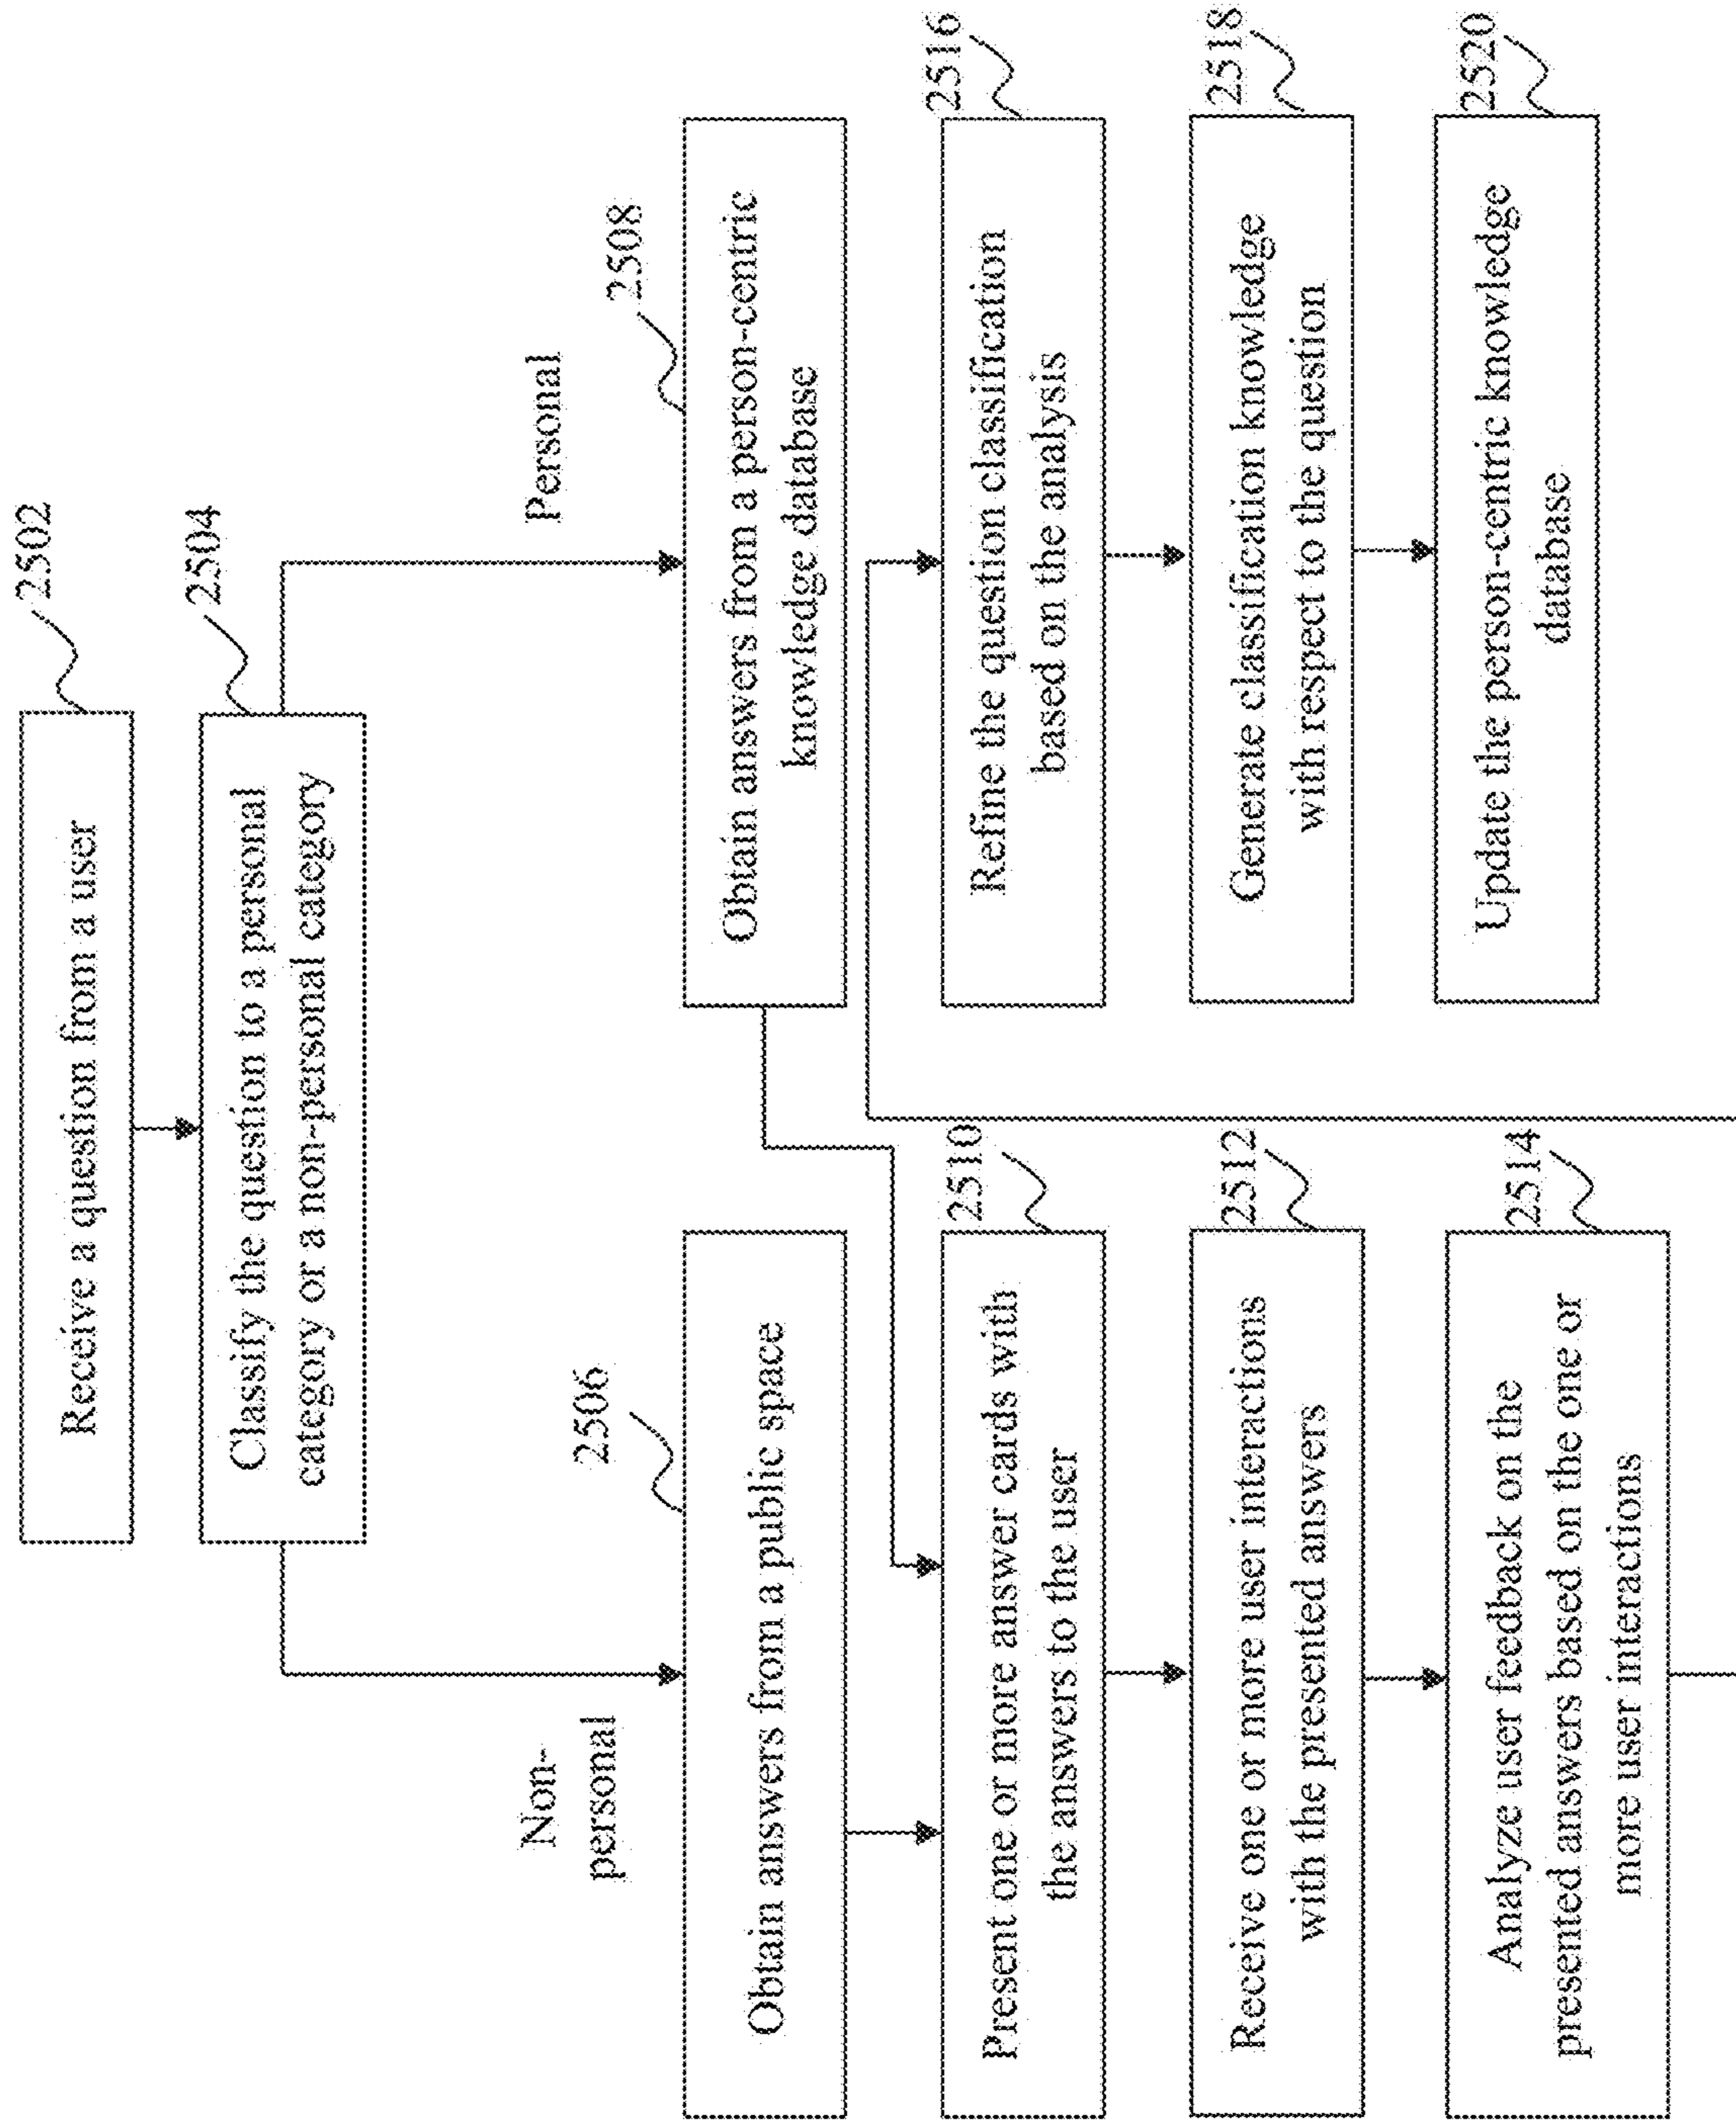 Receive a question from a user
2502
Classify the question to a personal
category or a non-personal category
2504
Non-
personal
Personal
2506
Obtain answers from a public space
2508
Obtain answers from a person-centric
knowledge database
2510
Present one or more answer cards with
the answers to the user
2512
Receive one or more user interactions
with the presented answers
2514
Analyze user feedback on the
presented answers based on the one or
more user interactions
2516
Refine the question classification
based on the analysis
2518
Generate classification knowledge
with respect to the question
2520
Update the person-centric knowledge
database